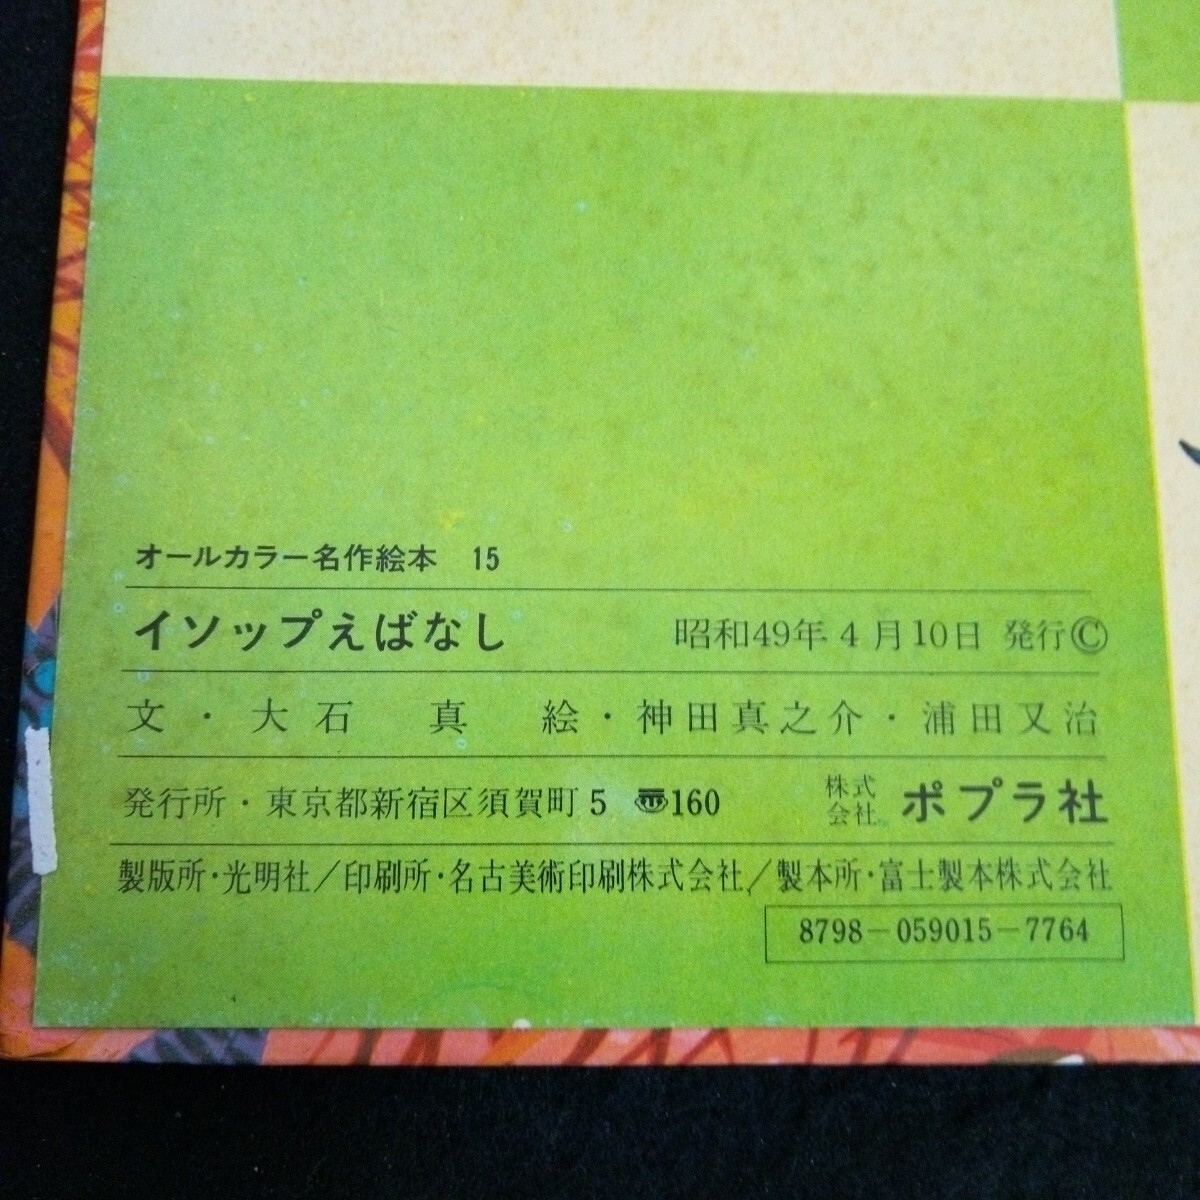 オールカラー名作絵本 15
イソップえばなし 昭和49年4月10日 発行©
文・大石 真 絵・神田真之介・浦田又治
発行所・東京都新宿区須賀町5 〠160 株式会社 ポプラ社
製版所・光明社/印刷所・名古美術印刷株式会社/製本所・富士製本株式会社
8798-059015-7764